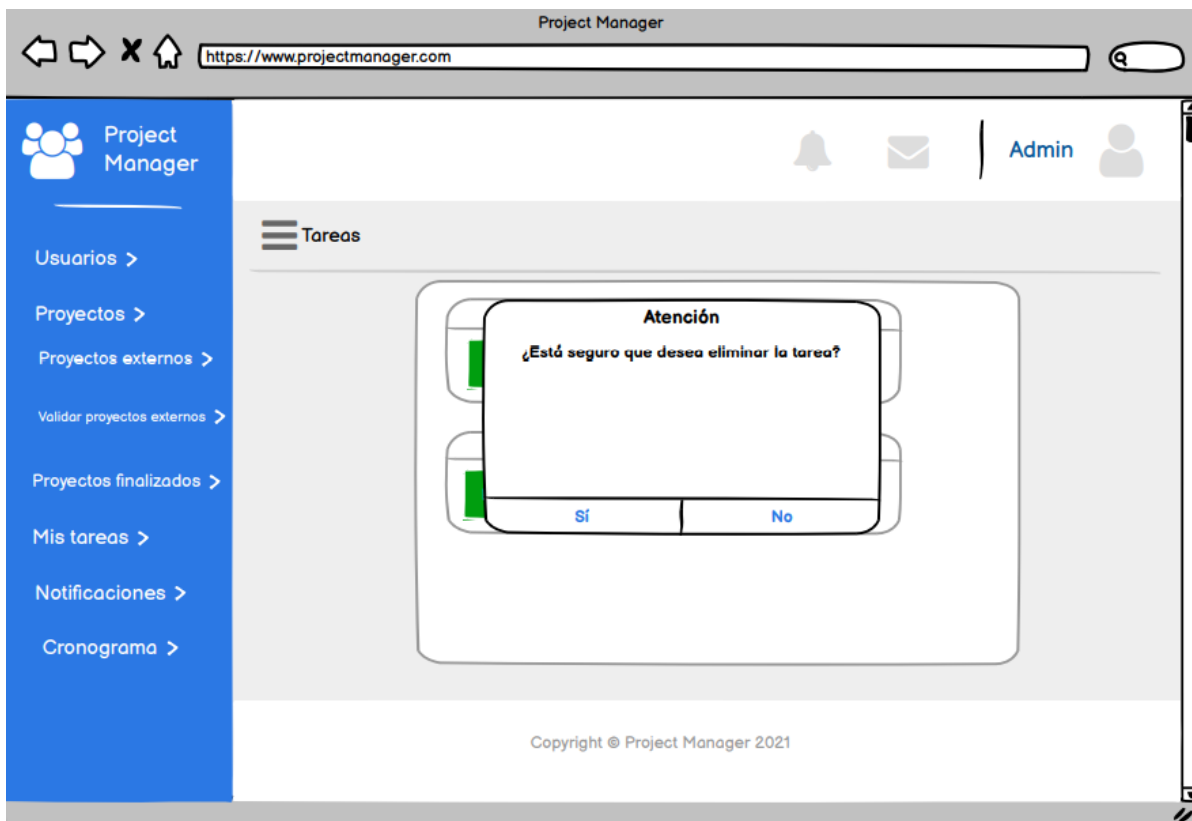 Project Manager
https://www.projectmanager.com
Project
Manager
Admin
Usuarios >
Proyectos >
Proyectos externos >
Validar proyectos externos >
Proyectos finalizados >
Mis tareas >
Notificaciones >
Cronograma >
Tareas
Atención
¿Está seguro que desea eliminar la tarea?
Sí
No
Copyright © Project Manager 2021